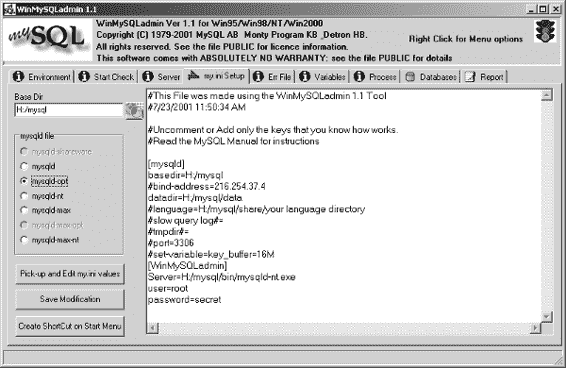 WinMySQLadmin 1.1
mySQL
WinMySQLadmin Ver 1.1 for Win95/Win98/NT/Win2000
Copyright (C) 1979-2001 MySQL AB Monty Program KB ,Detron HB.
All rights reserved. See the file PUBLIC for licence information.
This software comes with ABSOLUTELY NO WARRANTY: see the file PUBLIC for details
Right Click for Menu options
Environment
Start Check
Server
my.ini Setup
Err File
Variables
Process
Databases
Report
Base Dir
H:/mysql
mysqld file
mysqld-shareware
mysqld
mysqld-opt
mysqld-nt
mysqld-max
mysqld-max-opt
mysqld-max-nt
Pick-up and Edit my.ini values
Save Modification
Create ShortCut on Start Menu
#This File was made using the WinMySQLadmin 1.1 Tool
#7/23/2001 11:50:34 AM
#Uncomment or Add only the keys that you know how works.
#Read the MySQL Manual for instructions
[mysqld]
basedir=H:/mysql
#bind-address=216.254.37.4
datadir=H:/mysql/data
#language=H:/mysql/share/your language directory
#slow query log#=
#tmpdir#=
#port=3306
#set-variable=key_buffer=16M
[WinMySQLadmin]
Server=H:/mysql/bin/mysqld-nt.exe
user=root
password=secret